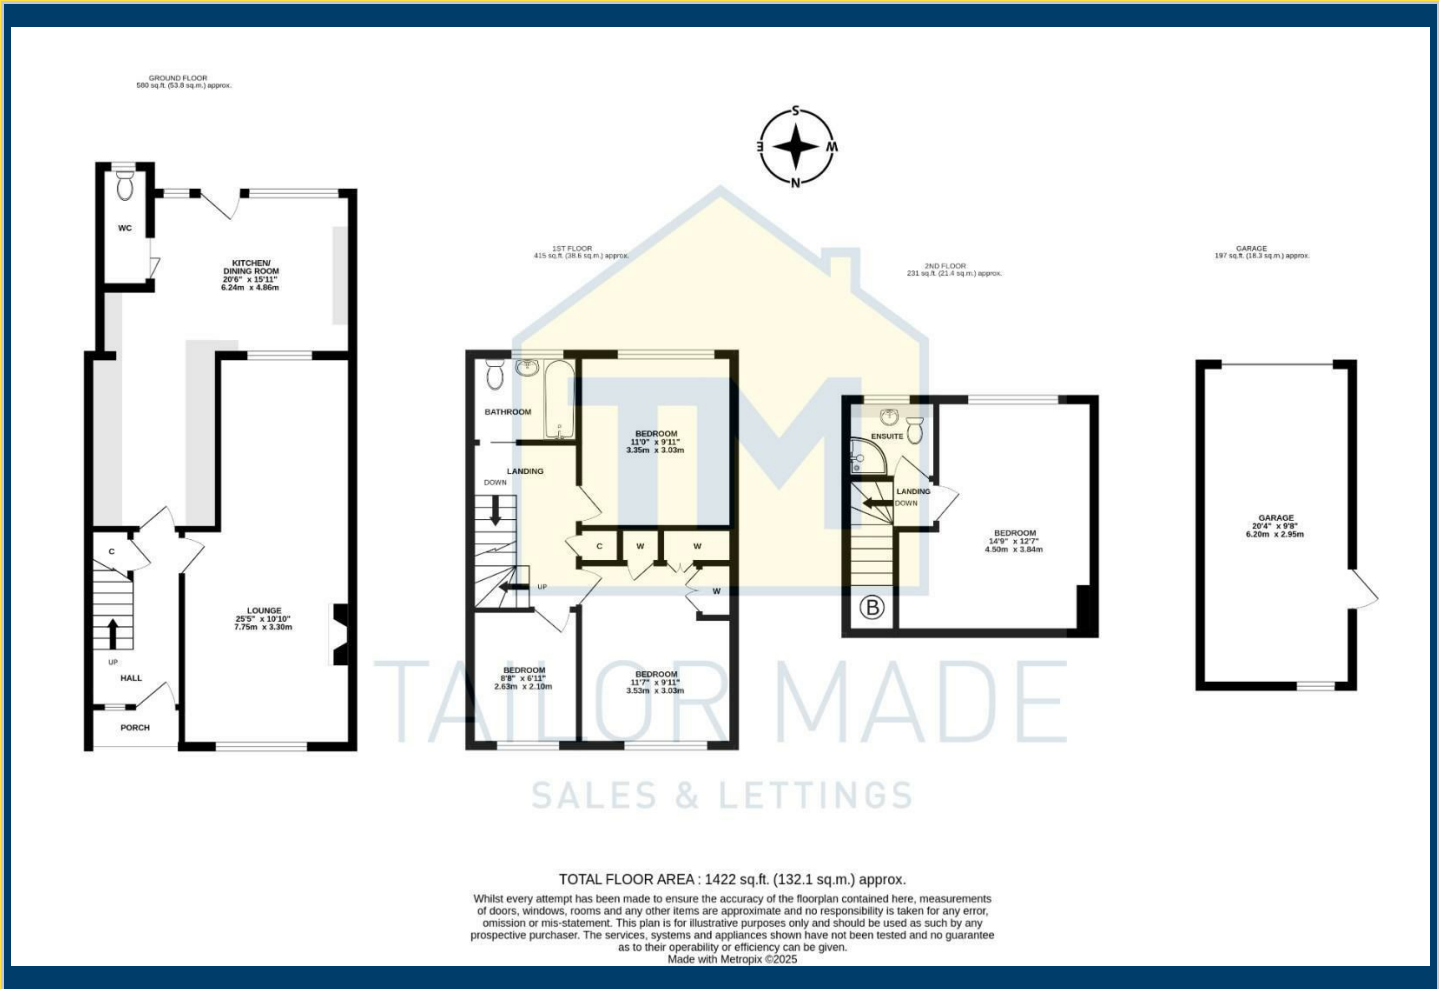 GROUND FLOOR
580 sq.ft. (53.8 sq.m.) approx.
S
E
W
N
WC
KITCHEN/
DINING ROOM
20'6" x 15'11"
6.24m x 4.86m
C
LOUNGE
25'5" x 10'10"
7.75m x 3.30m
UP
HALL
PORCH
1ST FLOOR
415 sq.ft. (38.6 sq.m.) approx.
BATHROOM
BEDROOM
11'0" x 9'11"
3.35m x 3.03m
LANDING
DOWN
C
W
W
UP
W
BEDROOM
8'8" x 6'11"
2.63m x 2.10m
BEDROOM
11'7" x 9'11"
3.53m x 3.03m
2ND FLOOR
231 sq.ft. (21.4 sq.m.) approx.
ENSUITE
LANDING
DOWN
BEDROOM
14'9" x 12'7"
4.50m x 3.84m
B
GARAGE
197 sq.ft. (18.3 sq.m.) approx.
GARAGE
20'4" x 9'8"
6.20m x 2.95m
TM
TAILOR MADE
SALES & LETTINGS
TOTAL FLOOR AREA : 1422 sq.ft. (132.1 sq.m.) approx.
Whilst every attempt has been made to ensure the accuracy of the floorplan contained here, measurements
of doors, windows, rooms and any other items are approximate and no responsibility is taken for any error,
omission or mis-statement. This plan is for illustrative purposes only and should be used as such by any
prospective purchaser. The services, systems and appliances shown have not been tested and no guarantee
as to their operability or efficiency can be given.
Made with Metropix ©2025